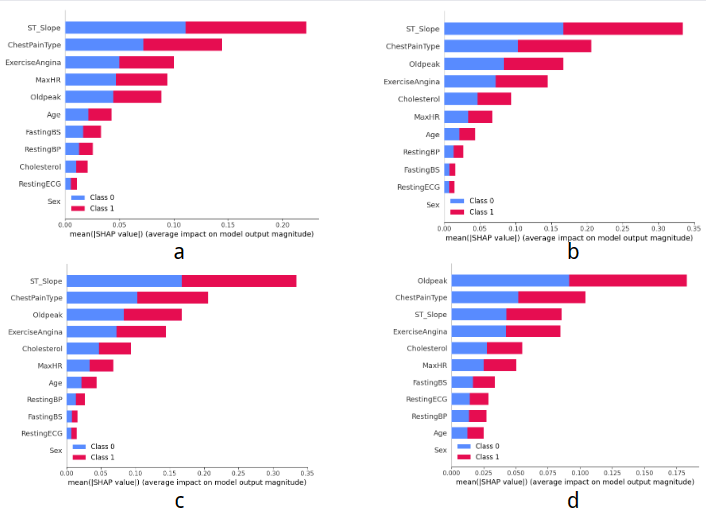 ST_Slope
ChestPainType
ExerciseAngina
MaxHR
Oldpeak
Age
FastingBS
RestingBP
Cholesterol
RestingECG
Sex
Class 0
Class 1
0.00 0.05 0.10 0.15 0.20
mean(|SHAP value|) (average impact on model output magnitude)
a
ST_Slope
ChestPainType
Oldpeak
ExerciseAngina
Cholesterol
MaxHR
Age
RestingBP
FastingBS
RestingECG
Sex
Class 0
Class 1
0.00 0.05 0.10 0.15 0.20 0.25 0.30 0.35
mean(|SHAP value|) (average impact on model output magnitude)
b
ST_Slope
ChestPainType
Oldpeak
ExerciseAngina
Cholesterol
MaxHR
Age
RestingBP
FastingBS
RestingECG
Sex
Class 0
Class 1
0.00 0.05 0.10 0.15 0.20 0.25 0.30 0.35
mean(|SHAP value|) (average impact on model output magnitude)
c
Oldpeak
ChestPainType
ST_Slope
ExerciseAngina
Cholesterol
MaxHR
FastingBS
RestingECG
RestingBP
Age
Sex
Class 0
Class 1
0.000 0.025 0.050 0.075 0.100 0.125 0.150 0.175
mean(|SHAP value|) (average impact on model output magnitude)
d